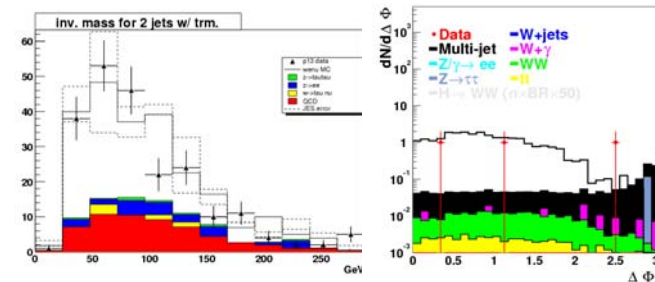 inv. mass for 2 jets w/ trm.
60
50
40
30
20
10
0
0 50 100 150 200 250
GeV
p13 data
wenu MC
z->tautau
z->ee
w->tau nu
QCD
JES error
dN/dΔ Φ
10³
10²
10
1
10⁻¹
10⁻²
10⁻³
0 0.5 1 1.5 2 2.5 3
Δ Φ
Data
Multi-jet
Z/γ→ ee
Z→ ττ
H→ WW (σ×BR×50)
W+jets
W+γ
WW